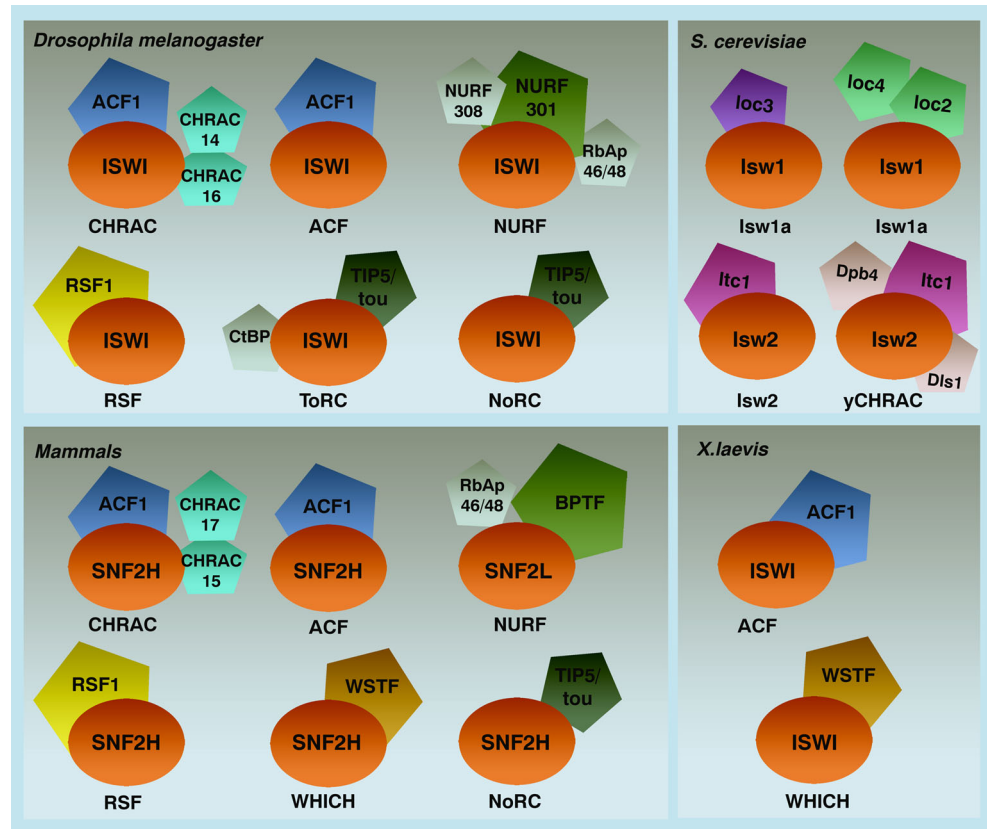 Drosophila melanogaster
ACF1
CHRAC
14
CHRAC
16
ISWI
CHRAC
ACF1
ISWI
ACF
NURF
308
NURF
301
RbAp
46/48
ISWI
NURF
RSF1
ISWI
RSF
TIP5/
tou
CtBP
ISWI
ToRC
TIP5/
tou
ISWI
NoRC
S. cerevisiae
Ioc3
Isw1
Isw1a
Ioc4
Ioc2
Isw1
Isw1a
Itc1
Isw2
Isw2
Dpb4
Itc1
Isw2
Dls1
yCHRAC
Mammals
ACF1
CHRAC
17
CHRAC
15
SNF2H
CHRAC
ACF1
SNF2H
ACF
RbAp
46/48
BPTF
SNF2L
NURF
RSF1
SNF2H
RSF
WSTF
SNF2H
WHICH
TIP5/
tou
SNF2H
NoRC
X.laevis
ACF1
ISWI
ACF
WSTF
ISWI
WHICH